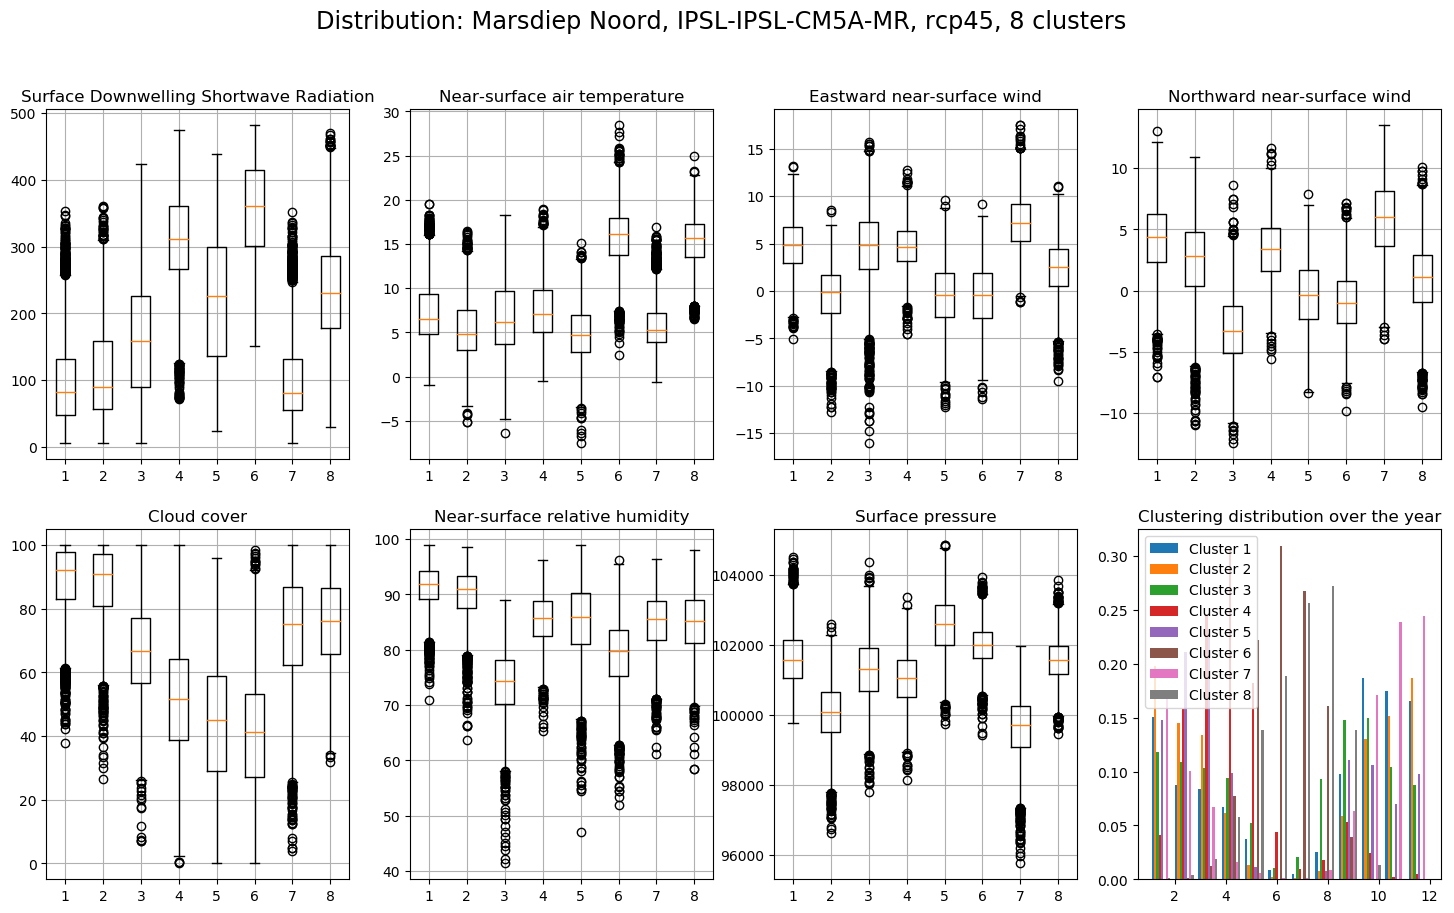 Distribution: Marsdiep Noord, IPSL-IPSL-CM5A-MR, rcp45, 8 clusters
Surface Downwelling Shortwave Radiation
500
400
300
200
100
0
1 2 3 4 5 6 7 8
Near-surface air temperature
30
25
20
15
10
5
0
−5
1 2 3 4 5 6 7 8
Eastward near-surface wind
15
10
5
0
−5
−10
−15
1 2 3 4 5 6 7 8
Northward near-surface wind
10
5
0
−5
−10
1 2 3 4 5 6 7 8
Cloud cover
100
80
60
40
20
0
1 2 3 4 5 6 7 8
Near-surface relative humidity
100
90
80
70
60
50
40
1 2 3 4 5 6 7 8
Surface pressure
104000
102000
100000
98000
96000
1 2 3 4 5 6 7 8
Clustering distribution over the year
0.30
0.25
0.20
0.15
0.10
0.05
0.00
Cluster 1
Cluster 2
Cluster 3
Cluster 4
Cluster 5
Cluster 6
Cluster 7
Cluster 8
2 4 6 8 10 12